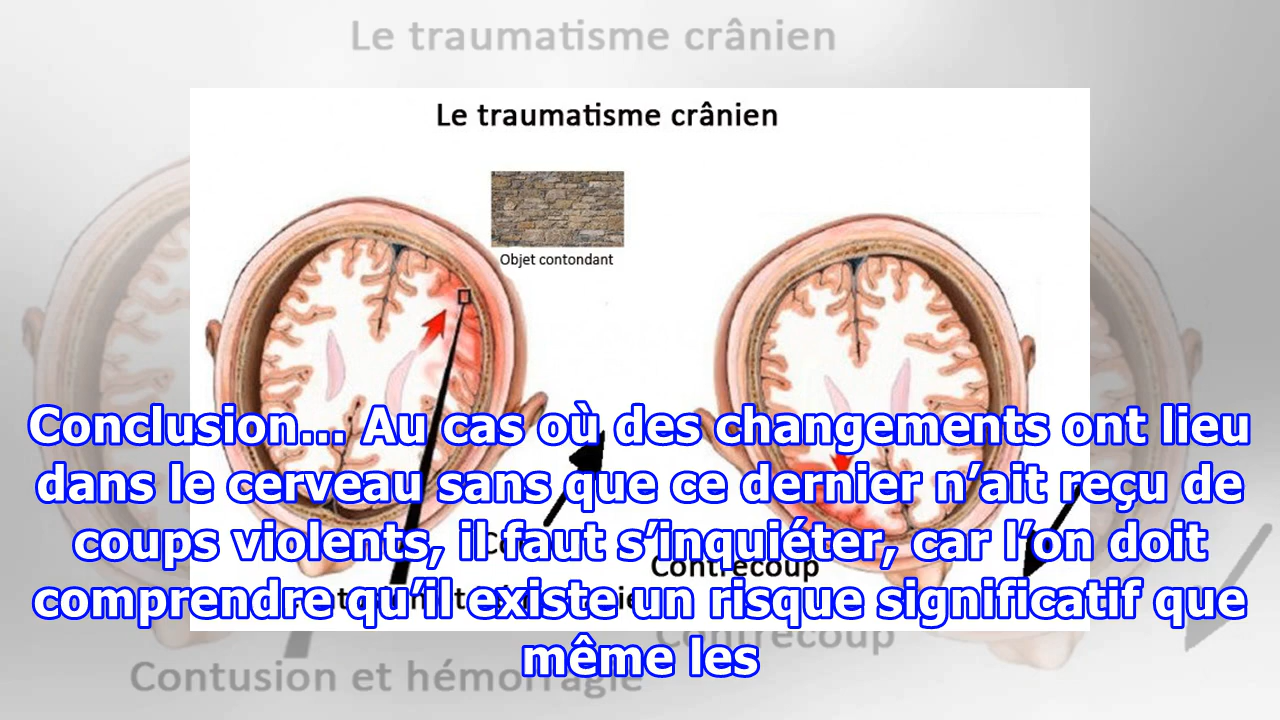 Le traumatisme crânien
Le traumatisme crânien
Objet contondant
Conclusion... Au cas où des changements ont lieu
dans le cerveau sans que ce dernier n’ait reçu de
coups violents, il faut s’inquiéter, car l’on doit
comprendre qu’il existe un risque significatif que
même les
Contrecoup
Contrecoup
Contusion et hémorragie